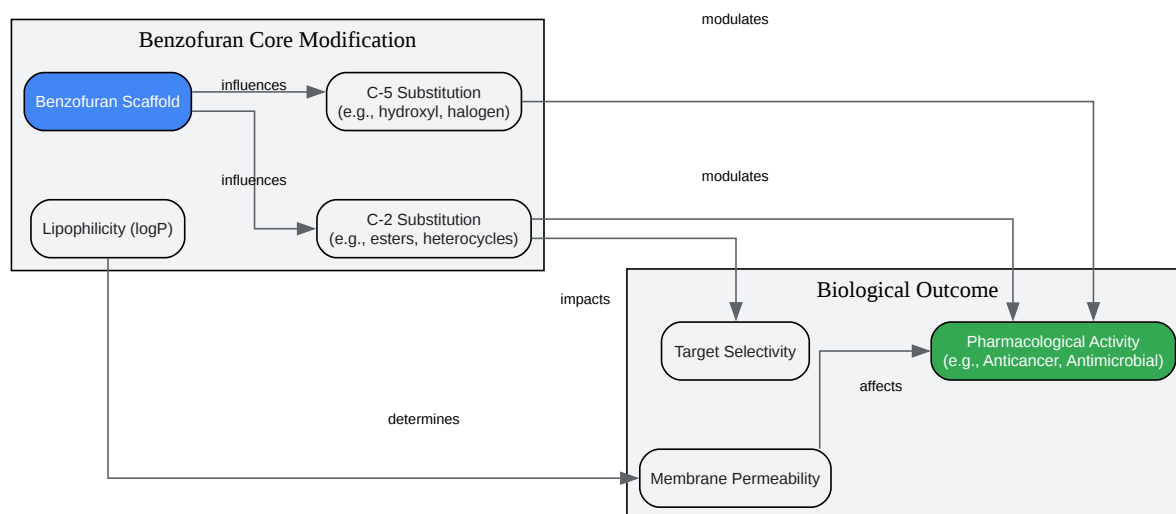 modulates
Benzofuran Core Modification
Benzofuran Scaffold
influences
C-5 Substitution
(e.g., hydroxyl, halogen)
influences
modulates
Lipophilicity (logP)
C-2 Substitution
(e.g., esters, heterocycles)
impacts
Biological Outcome
Target Selectivity
Pharmacological Activity
(e.g., Anticancer, Antimicrobial)
affects
determines
Membrane Permeability